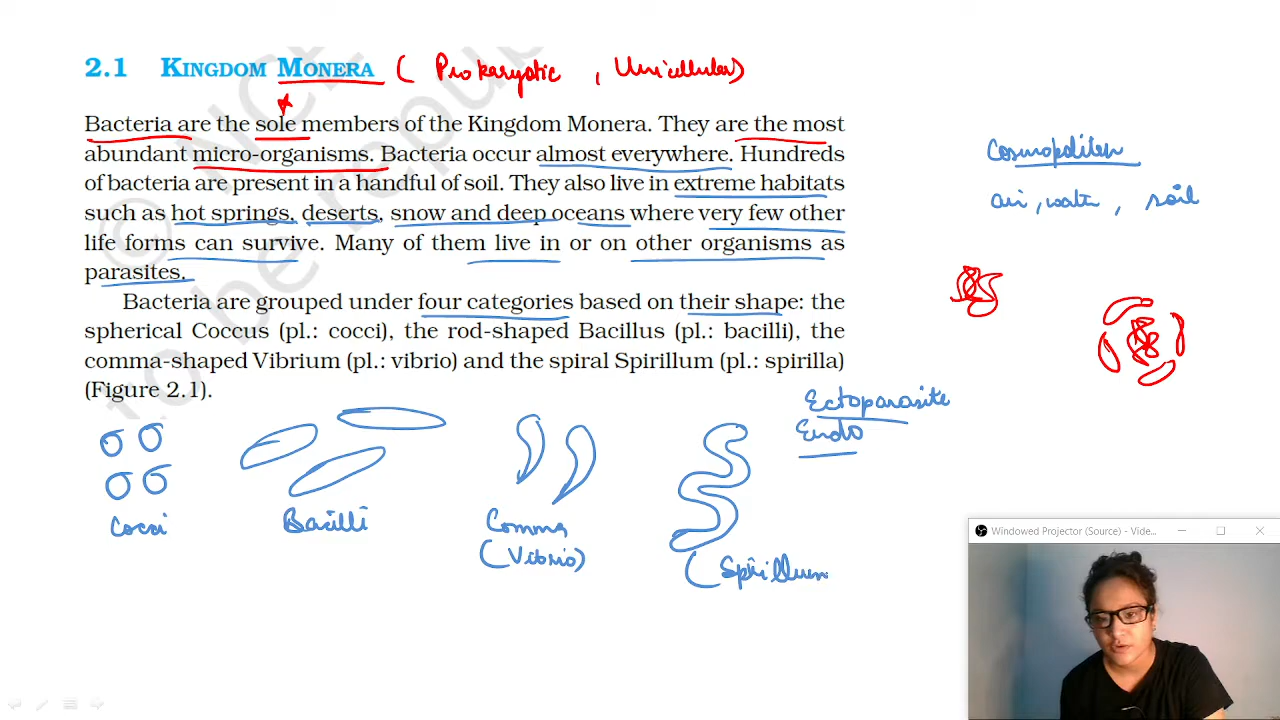 2.1 KINGDOM MONERA ( Prokaryotic , Unicellular)
Bacteria are the sole members of the Kingdom Monera. They are the most
abundant micro-organisms. Bacteria occur almost everywhere. Hundreds
of bacteria are present in a handful of soil. They also live in extreme habitats
such as hot springs, deserts, snow and deep oceans where very few other
life forms can survive. Many of them live in or on other organisms as
parasites.
Bacteria are grouped under four categories based on their shape: the
spherical Coccus (pl.: cocci), the rod-shaped Bacillus (pl.: bacilli), the
comma-shaped Vibrium (pl.: vibrio) and the spiral Spirillum (pl.: spirilla)
(Figure 2.1).
Cosmopoliten
air, water , soil
Ectoparasite
Endo
Cocci
Bacilli
Comma
(Vibrio)
(Spirillum
Windowed Projector (Source) - Vide...